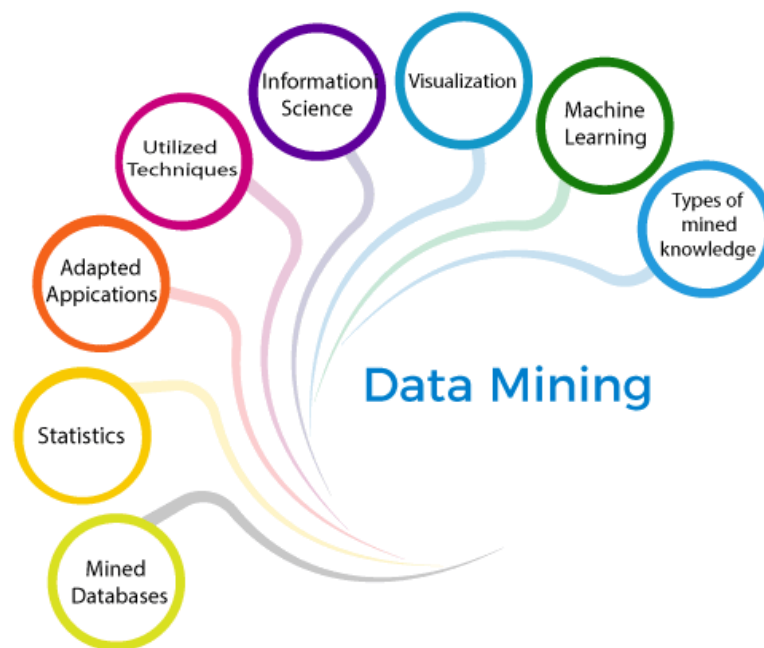 Information
Science
Visualization
Machine
Learning
Utilized
Techniques
Types of
mined
knowledge
Adapted
Appications
Data Mining
Statistics
Mined
Databases